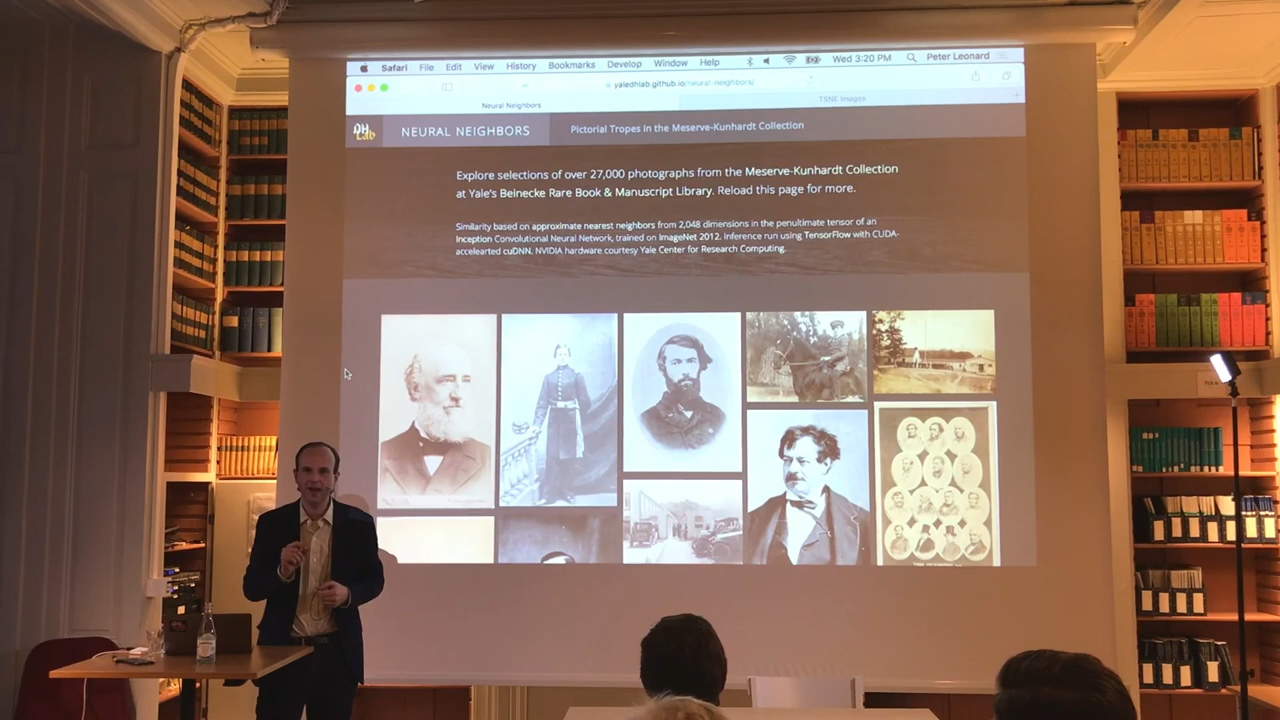 Safari File Edit View History Bookmarks Develop Window Help Wed 3:20 PM Peter Leonard
yaledhlab.github.io/neural-neighbors/
Neural Neighbors TSNE Images
DH Lab NEURAL NEIGHBORS Pictorial Tropes in the Meserve-Kunhardt Collection
Explore selections of over 27,000 photographs from the Meserve-Kunhardt Collection
at Yale's Beinecke Rare Book & Manuscript Library. Reload this page for more.
Similarity based on approximate nearest neighbors from 2,048 dimensions in the penultimate tensor of an
Inception Convolutional Neural Network, trained on ImageNet 2012. Inference run using TensorFlow with CUDA-
accelearted cuDNN. NVIDIA hardware courtesy Yale Center for Research Computing.